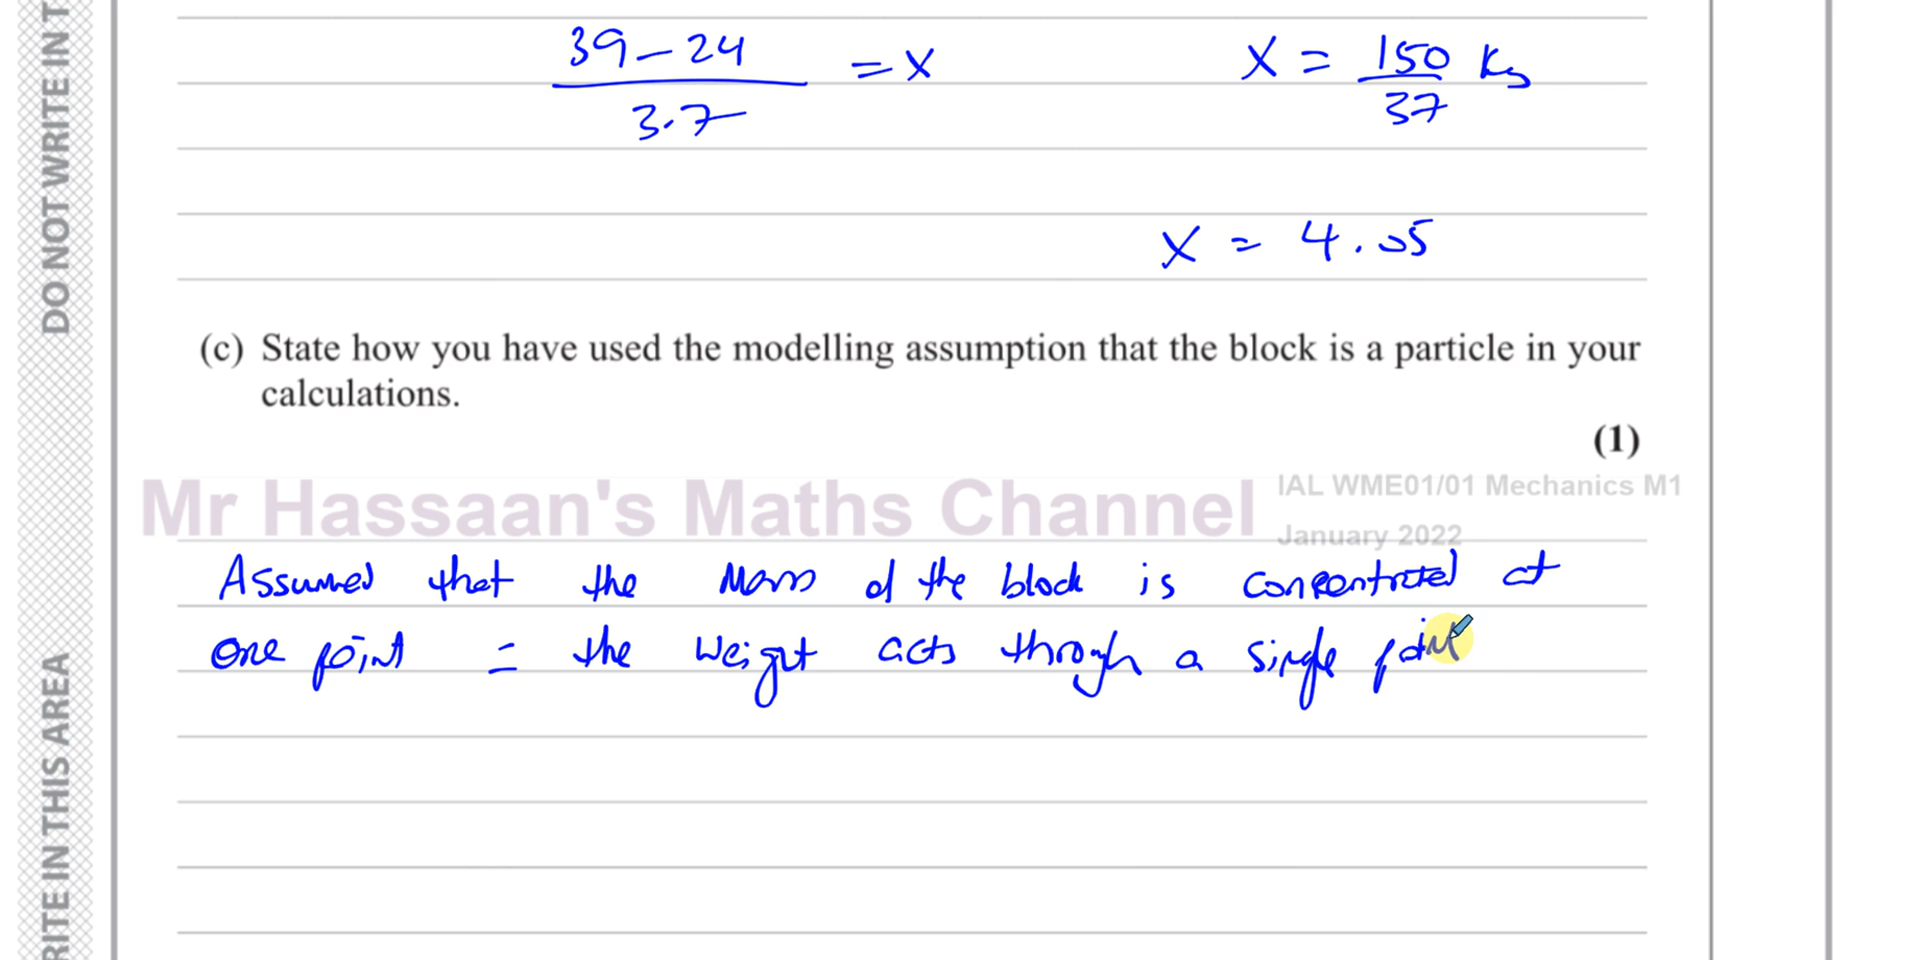 DO NOT WRITE IN T
39 - 24 / 3.7 = x
x = 150 / 37 kg
x = 4.05
(c) State how you have used the modelling assumption that the block is a particle in your
calculations.
(1)
Mr Hassaan's Maths Channel
IAL WME01/01 Mechanics M1
January 2022
Assumed that the mass of the block is concentrated at
one point = the weight acts through a single point
RITE IN THIS AREA